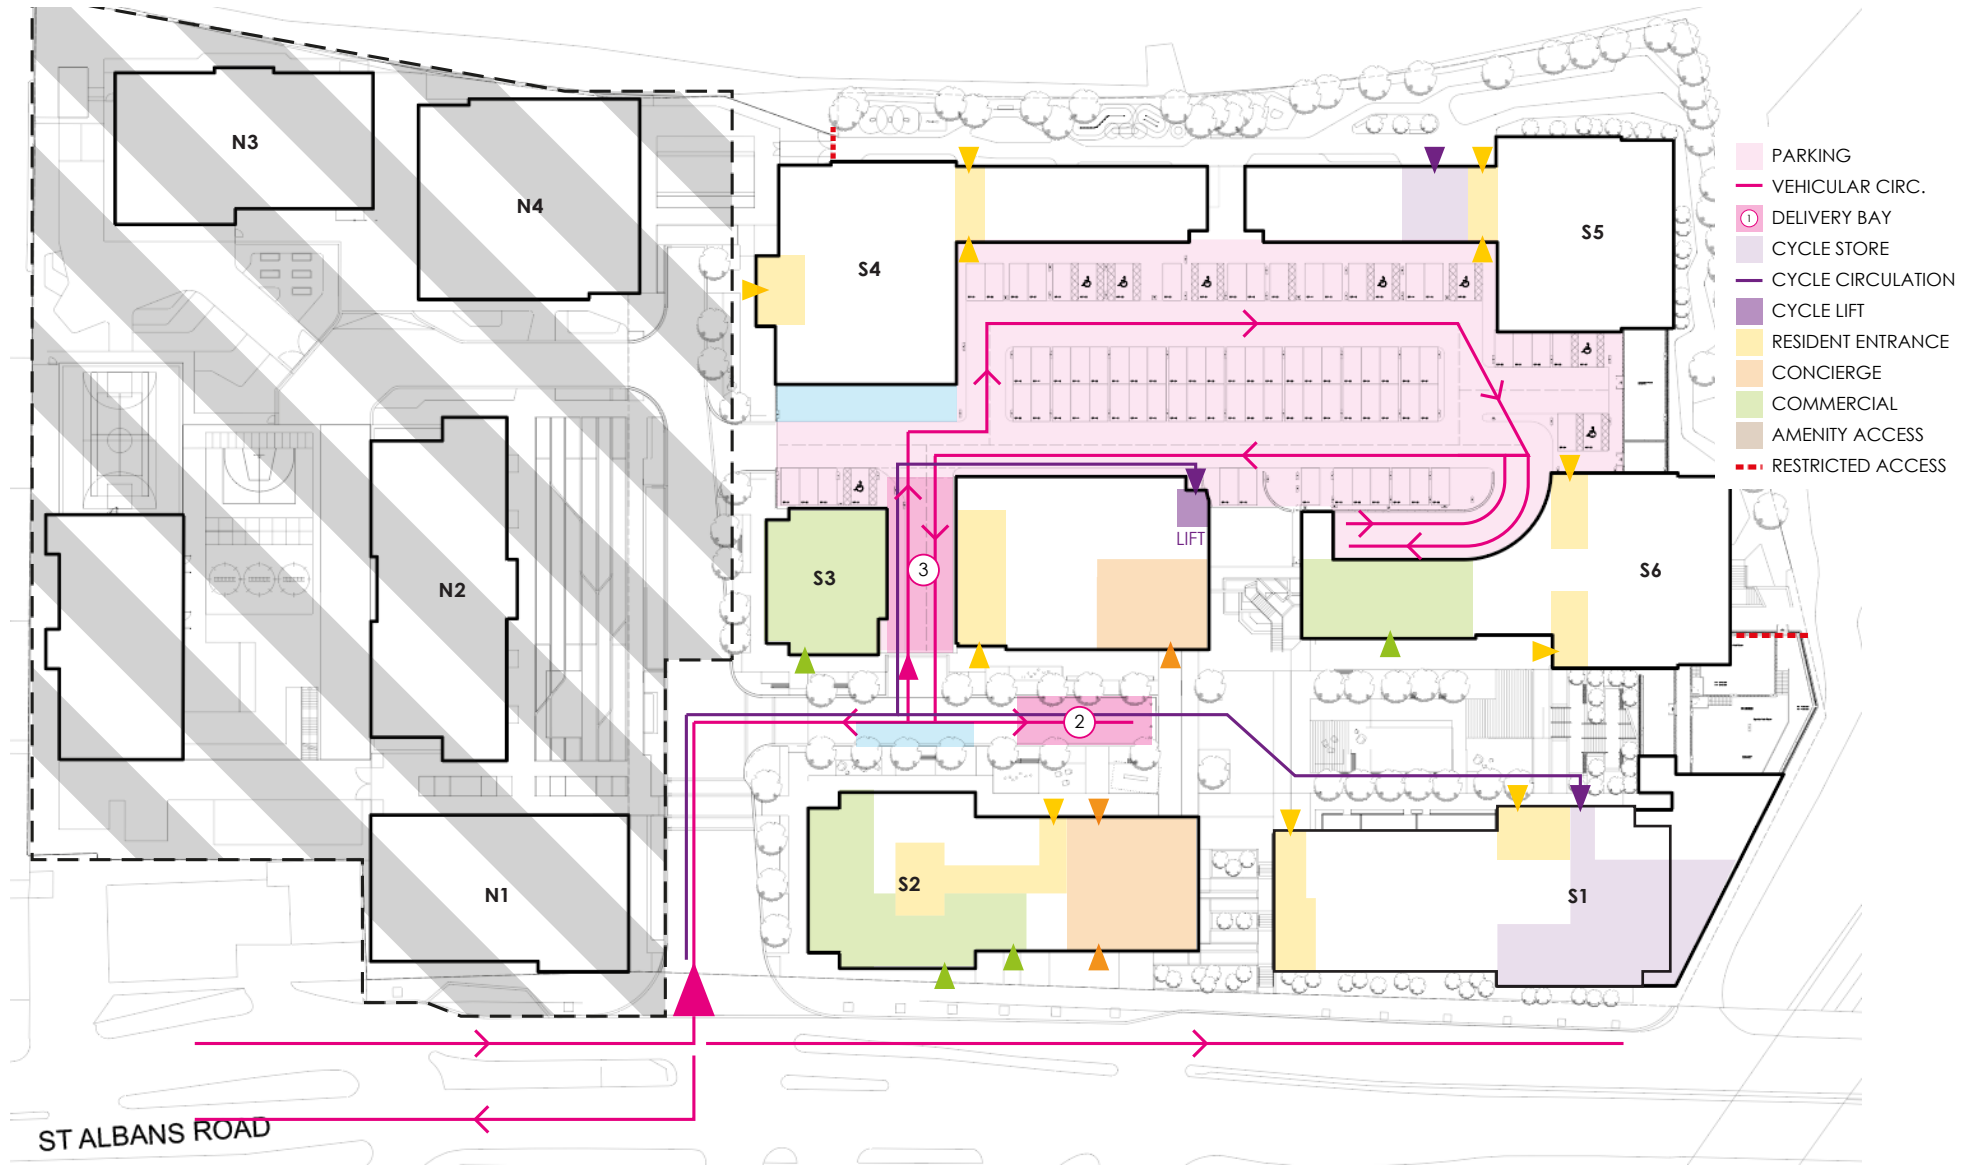 N3
N4
S4
S5
PARKING
VEHICULAR CIRC.
1 DELIVERY BAY
CYCLE STORE
CYCLE CIRCULATION
CYCLE LIFT
RESIDENT ENTRANCE
CONCIERGE
COMMERCIAL
AMENITY ACCESS
RESTRICTED ACCESS
LIFT
N2
S3
3
S6
2
N1
S2
S1
ST ALBANS ROAD